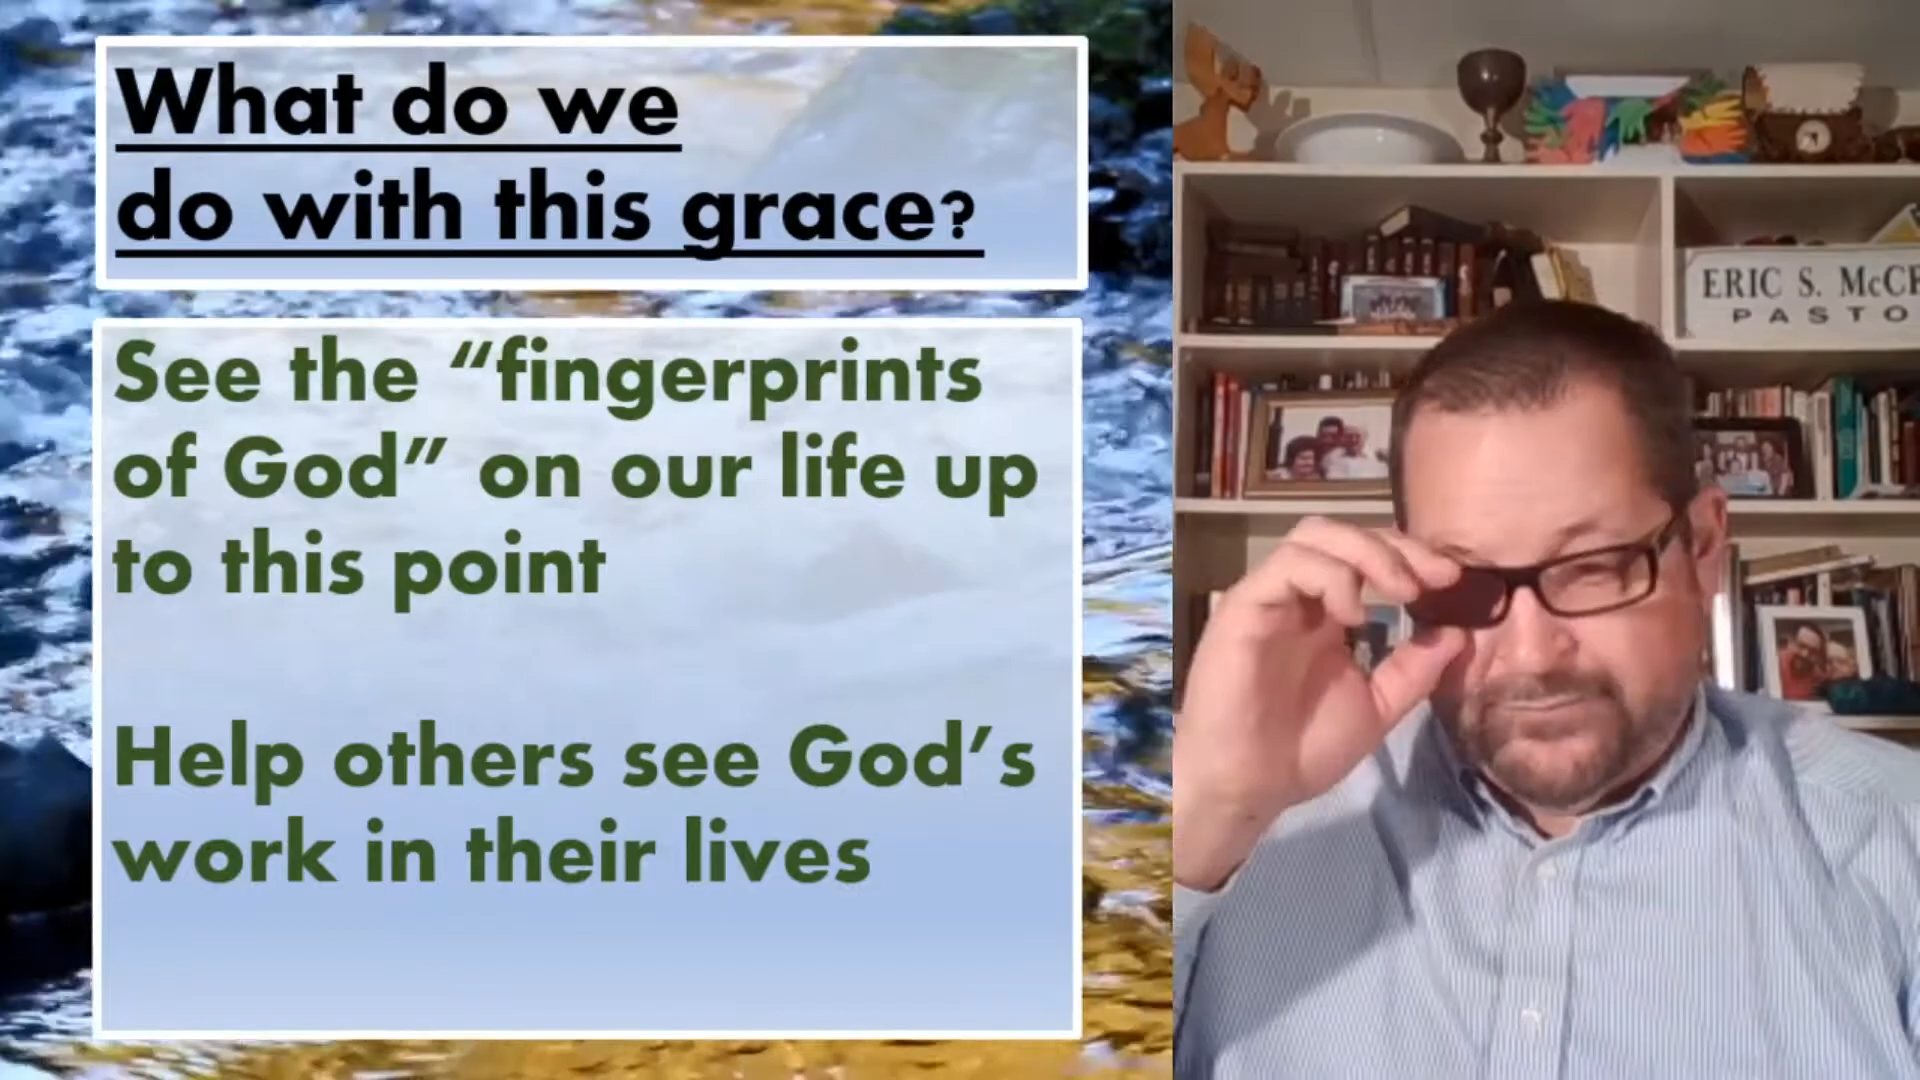 What do we
do with this grace?
See the “fingerprints
of God” on our life up
to this point
Help others see God’s
work in their lives
ERIC S. McC
PASTO